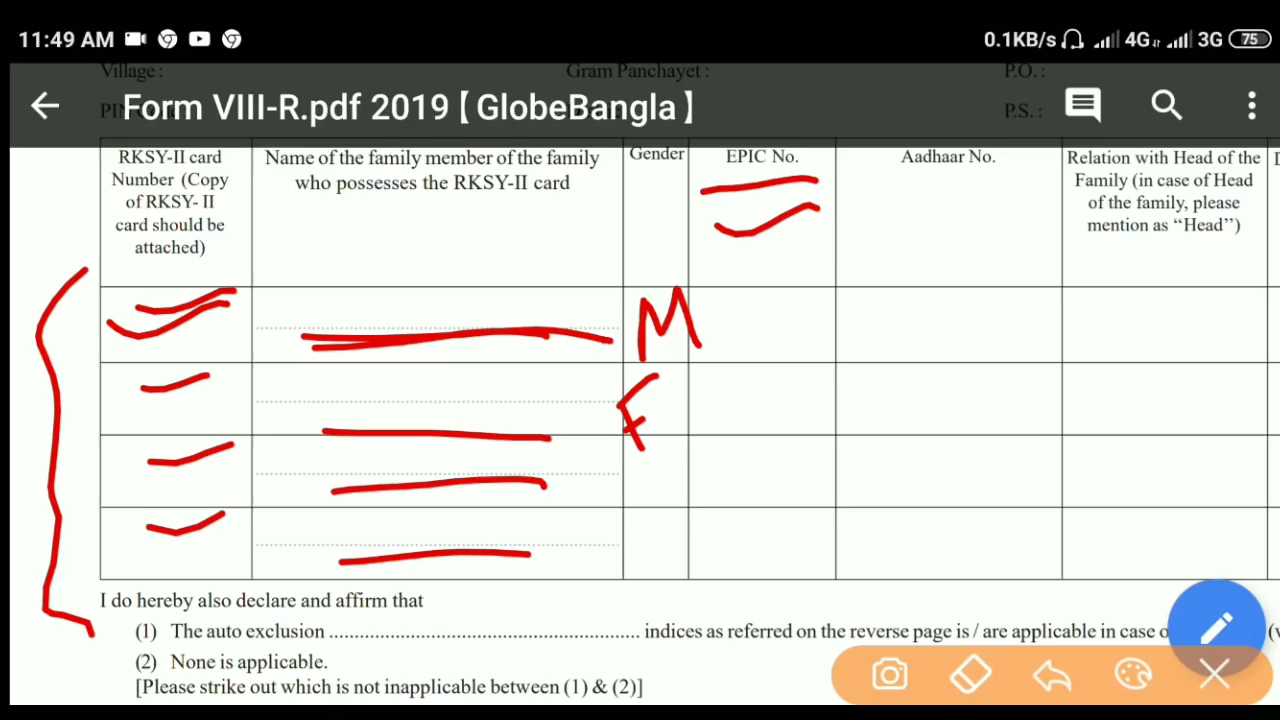 11:49 AM 0.1KB/s 4G 3G 75
Village : Gram Panchayet : P.O. :
Form VIII-R.pdf 2019【GlobeBangla】
P.S. :
RKSY-II card
Number (Copy
of RKSY- II
card should be
attached)
Name of the family member of the family
who possesses the RKSY-II card
Gender
EPIC No.
Aadhaar No.
Relation with Head of the
Family (in case of Head
of the family, please
mention as “Head”)
M
F
I do hereby also declare and affirm that
(1) The auto exclusion ............................................................. indices as referred on the reverse page is / are applicable in case
(2) None is applicable.
[Please strike out which is not inapplicable between (1) & (2)]